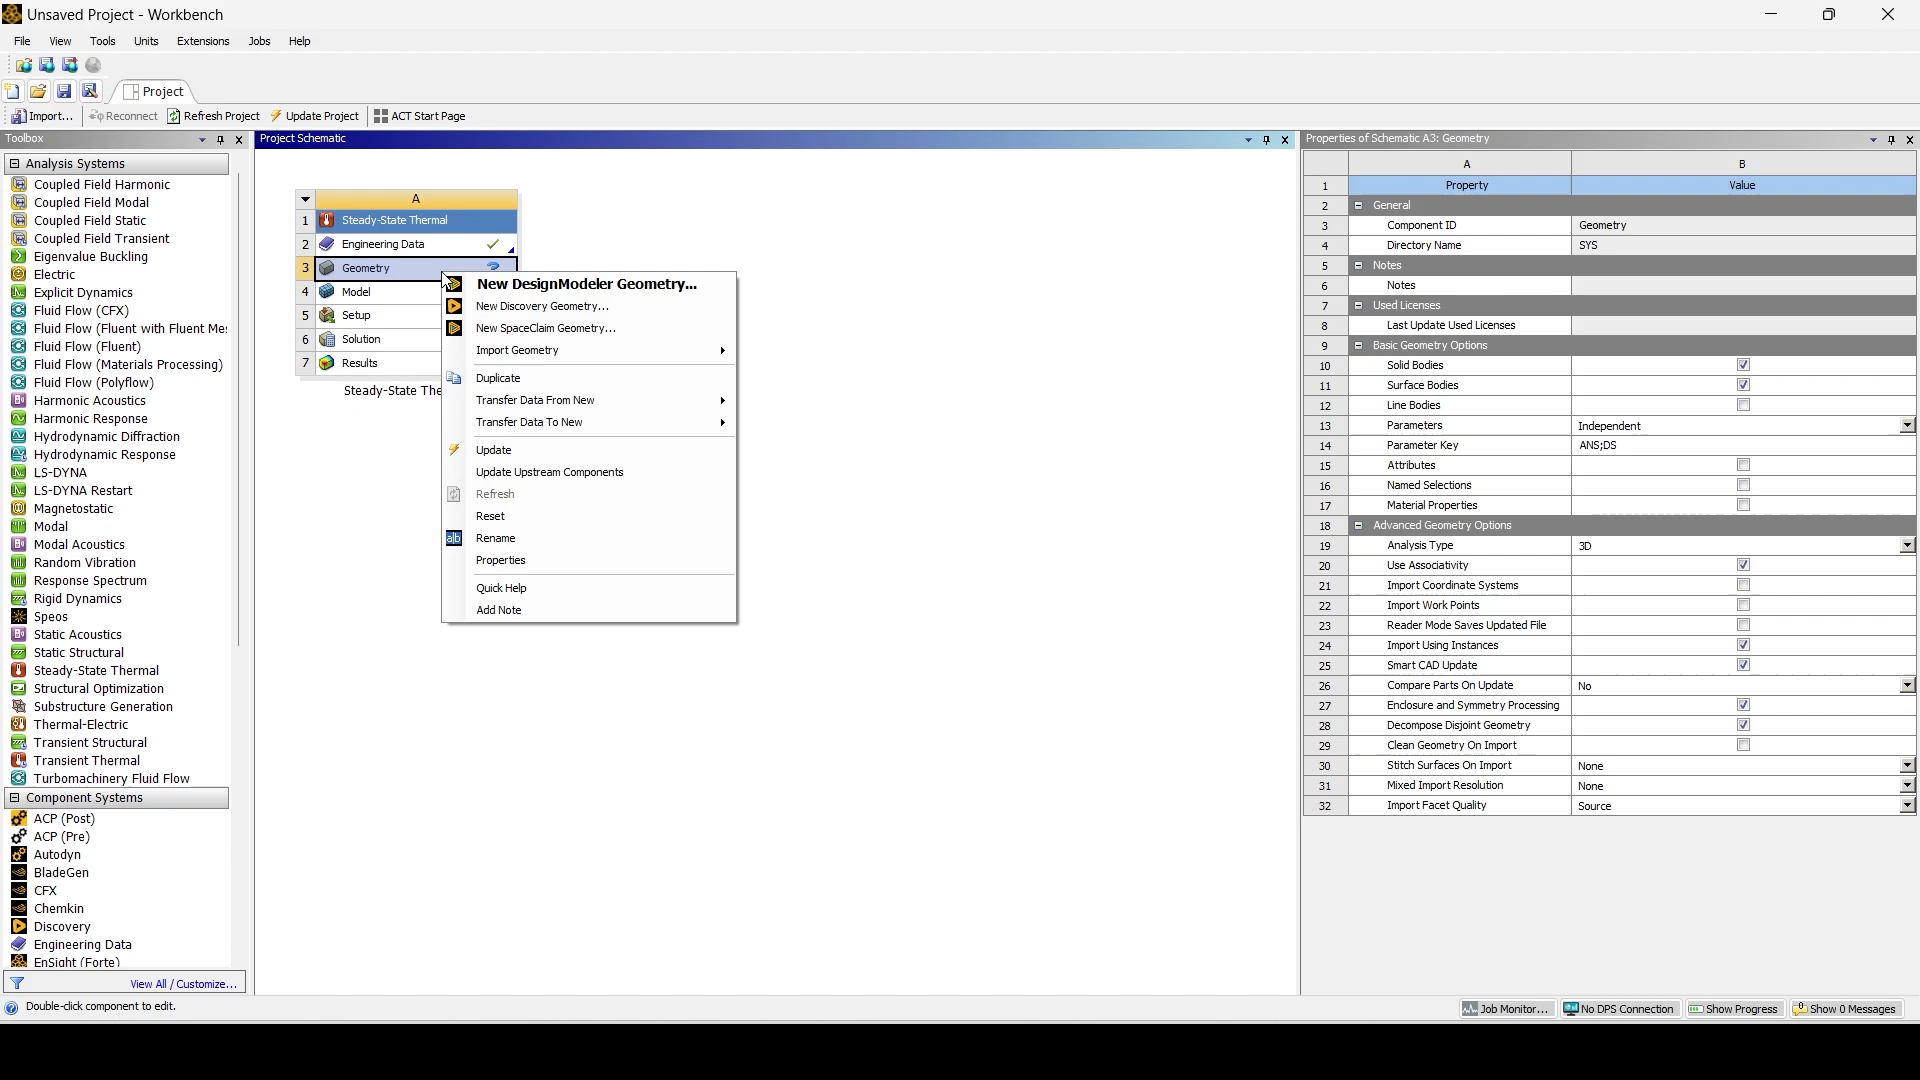 Unsaved Project - Workbench
File View Tools Units Extensions Jobs Help
Project
Import... Reconnect Refresh Project Update Project ACT Start Page
Toolbox
Analysis Systems
Coupled Field Harmonic
Coupled Field Modal
Coupled Field Static
Coupled Field Transient
Eigenvalue Buckling
Electric
Explicit Dynamics
Fluid Flow (CFX)
Fluid Flow (Fluent with Fluent Me
Fluid Flow (Fluent)
Fluid Flow (Materials Processing)
Fluid Flow (Polyflow)
Harmonic Acoustics
Harmonic Response
Hydrodynamic Diffraction
Hydrodynamic Response
LS-DYNA
LS-DYNA Restart
Magnetostatic
Modal
Modal Acoustics
Random Vibration
Response Spectrum
Rigid Dynamics
Speos
Static Acoustics
Static Structural
Steady-State Thermal
Structural Optimization
Substructure Generation
Thermal-Electric
Transient Structural
Transient Thermal
Turbomachinery Fluid Flow
Component Systems
ACP (Post)
ACP (Pre)
Autodyn
BladeGen
CFX
Chemkin
Discovery
Engineering Data
EnSight (Forte)
View All / Customize...
Project Schematic
A
1 Steady-State Thermal
2 Engineering Data
3 Geometry
4 Model
5 Setup
6 Solution
7 Results
Steady-State The
New DesignModeler Geometry...
New Discovery Geometry...
New SpaceClaim Geometry...
Import Geometry
Duplicate
Transfer Data From New
Transfer Data To New
Update
Update Upstream Components
Refresh
Reset
Rename
Properties
Quick Help
Add Note
Properties of Schematic A3: Geometry
A B
1 Property Value
2 General
3 Component ID Geometry
4 Directory Name SYS
5 Notes
6 Notes
7 Used Licenses
8 Last Update Used Licenses
9 Basic Geometry Options
10 Solid Bodies
11 Surface Bodies
12 Line Bodies
13 Parameters Independent
14 Parameter Key ANS;DS
15 Attributes
16 Named Selections
17 Material Properties
18 Advanced Geometry Options
19 Analysis Type 3D
20 Use Associativity
21 Import Coordinate Systems
22 Import Work Points
23 Reader Mode Saves Updated File
24 Import Using Instances
25 Smart CAD Update
26 Compare Parts On Update No
27 Enclosure and Symmetry Processing
28 Decompose Disjoint Geometry
29 Clean Geometry On Import
30 Stitch Surfaces On Import None
31 Mixed Import Resolution None
32 Import Facet Quality Source
Double-click component to edit.
Job Monitor... No DPS Connection Show Progress Show 0 Messages